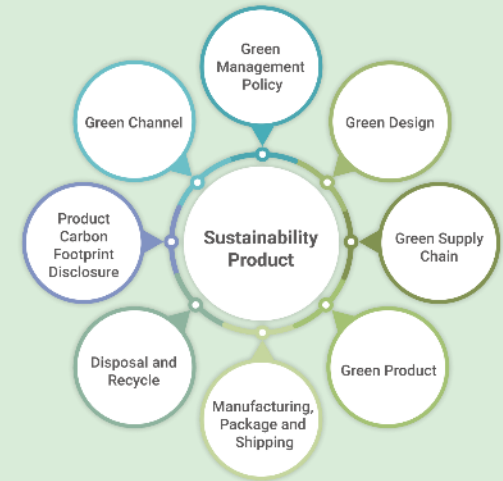 Green
Management
Policy
Green Channel
Green Design
Product
Carbon
Footprint
Disclosure
Sustainability
Product
Green Supply
Chain
Disposal and
Recycle
Green Product
Manufacturing,
Package and
Shipping